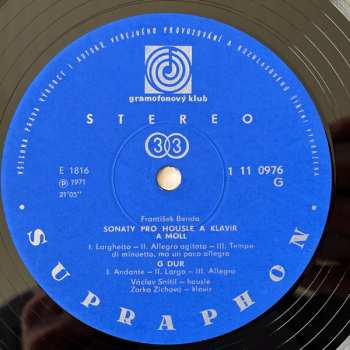 VŠECHNA PRÁVA VÝROBCE I AUTORŮ VEŘEJNÉHO PROVOZOVÁNÍ A ROZHLASOVÉHO ŠÍŘENÍ VYHRAZENA
gramofonový klub
STEREO
33
E 1816
1 11 0976
Ⓟ 1971
G
21'05''
František Benda
SONATY PRO HOUSLE A KLAVIR
A MOLL
I. Larghetto – II. Allegro agitato – III. Tempo
di minuetto, ma un poco allegro
G DUR
I. Andante – II. Largo – III. Allegro
Václav Snítil – housle
Zorka Zichová – klavír
SUPRAPHON